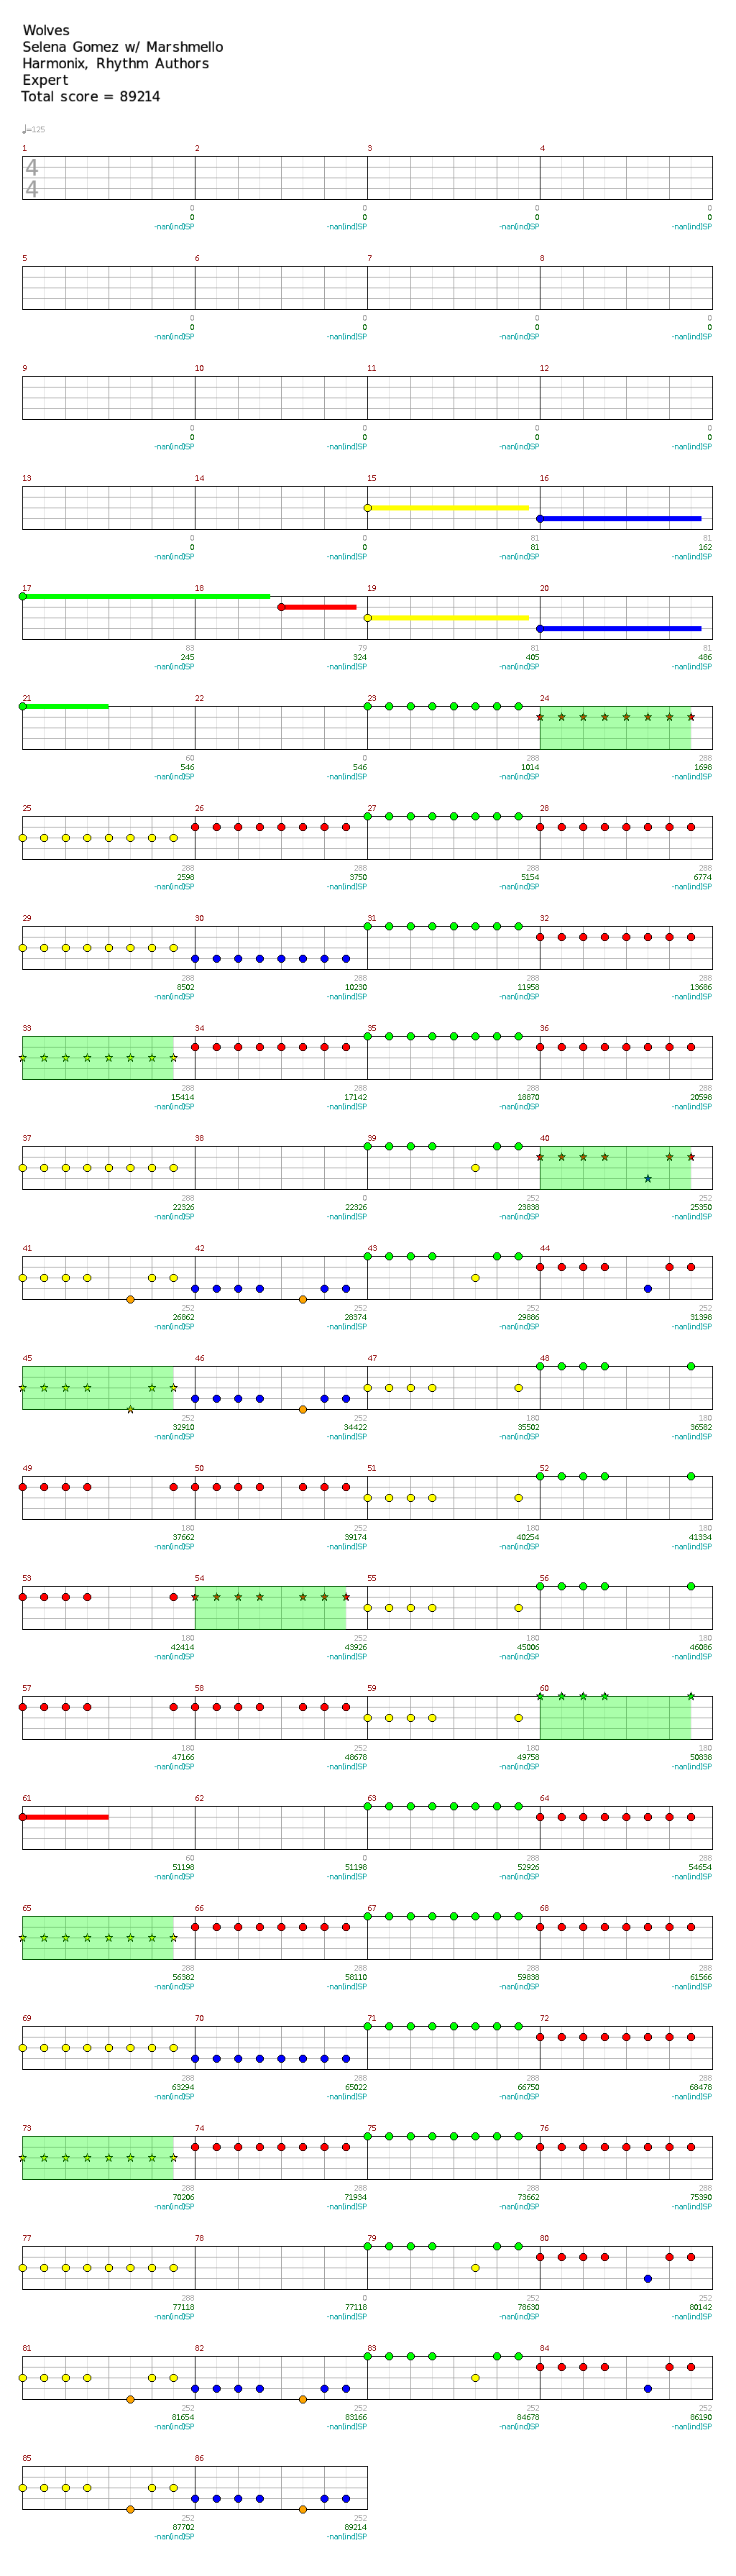 Wolves
Selena Gomez w/ Marshmello
Harmonix, Rhythm Authors
Expert
Total score = 89214
♩=125
1 2 3 4
4
4
0 0 0 0
0 0 0 0
-nan(ind)SP -nan(ind)SP -nan(ind)SP -nan(ind)SP
5 6 7 8
0 0 0 0
0 0 0 0
-nan(ind)SP -nan(ind)SP -nan(ind)SP -nan(ind)SP
9 10 11 12
0 0 0 0
0 0 0 0
-nan(ind)SP -nan(ind)SP -nan(ind)SP -nan(ind)SP
13 14 15 16
0 0 81 81
0 0 81 162
-nan(ind)SP -nan(ind)SP -nan(ind)SP -nan(ind)SP
17 18 19 20
83 79 81 81
245 324 405 486
-nan(ind)SP -nan(ind)SP -nan(ind)SP -nan(ind)SP
21 22 23 24
60 0 288 288
546 546 1014 1698
-nan(ind)SP -nan(ind)SP -nan(ind)SP -nan(ind)SP
25 26 27 28
288 288 288 288
2598 3750 5154 6774
-nan(ind)SP -nan(ind)SP -nan(ind)SP -nan(ind)SP
29 30 31 32
288 288 288 288
8502 10230 11958 13686
-nan(ind)SP -nan(ind)SP -nan(ind)SP -nan(ind)SP
33 34 35 36
288 288 288 288
15414 17142 18870 20598
-nan(ind)SP -nan(ind)SP -nan(ind)SP -nan(ind)SP
37 38 39 40
288 0 252 252
22326 22326 23838 25350
-nan(ind)SP -nan(ind)SP -nan(ind)SP -nan(ind)SP
41 42 43 44
252 252 252 252
26862 28374 29886 31398
-nan(ind)SP -nan(ind)SP -nan(ind)SP -nan(ind)SP
45 46 47 48
252 252 180 180
32910 34422 35502 36582
-nan(ind)SP -nan(ind)SP -nan(ind)SP -nan(ind)SP
49 50 51 52
180 252 180 180
37662 39174 40254 41334
-nan(ind)SP -nan(ind)SP -nan(ind)SP -nan(ind)SP
53 54 55 56
180 252 180 180
42414 43926 45006 46086
-nan(ind)SP -nan(ind)SP -nan(ind)SP -nan(ind)SP
57 58 59 60
180 252 180 180
47166 48678 49758 50838
-nan(ind)SP -nan(ind)SP -nan(ind)SP -nan(ind)SP
61 62 63 64
60 0 288 288
51198 51198 52926 54654
-nan(ind)SP -nan(ind)SP -nan(ind)SP -nan(ind)SP
65 66 67 68
288 288 288 288
56382 58110 59838 61566
-nan(ind)SP -nan(ind)SP -nan(ind)SP -nan(ind)SP
69 70 71 72
288 288 288 288
63294 65022 66750 68478
-nan(ind)SP -nan(ind)SP -nan(ind)SP -nan(ind)SP
73 74 75 76
288 288 288 288
70206 71934 73662 75390
-nan(ind)SP -nan(ind)SP -nan(ind)SP -nan(ind)SP
77 78 79 80
288 0 252 252
77118 77118 78630 80142
-nan(ind)SP -nan(ind)SP -nan(ind)SP -nan(ind)SP
81 82 83 84
252 252 252 252
81654 83166 84678 86190
-nan(ind)SP -nan(ind)SP -nan(ind)SP -nan(ind)SP
85 86
252 252
87702 89214
-nan(ind)SP -nan(ind)SP